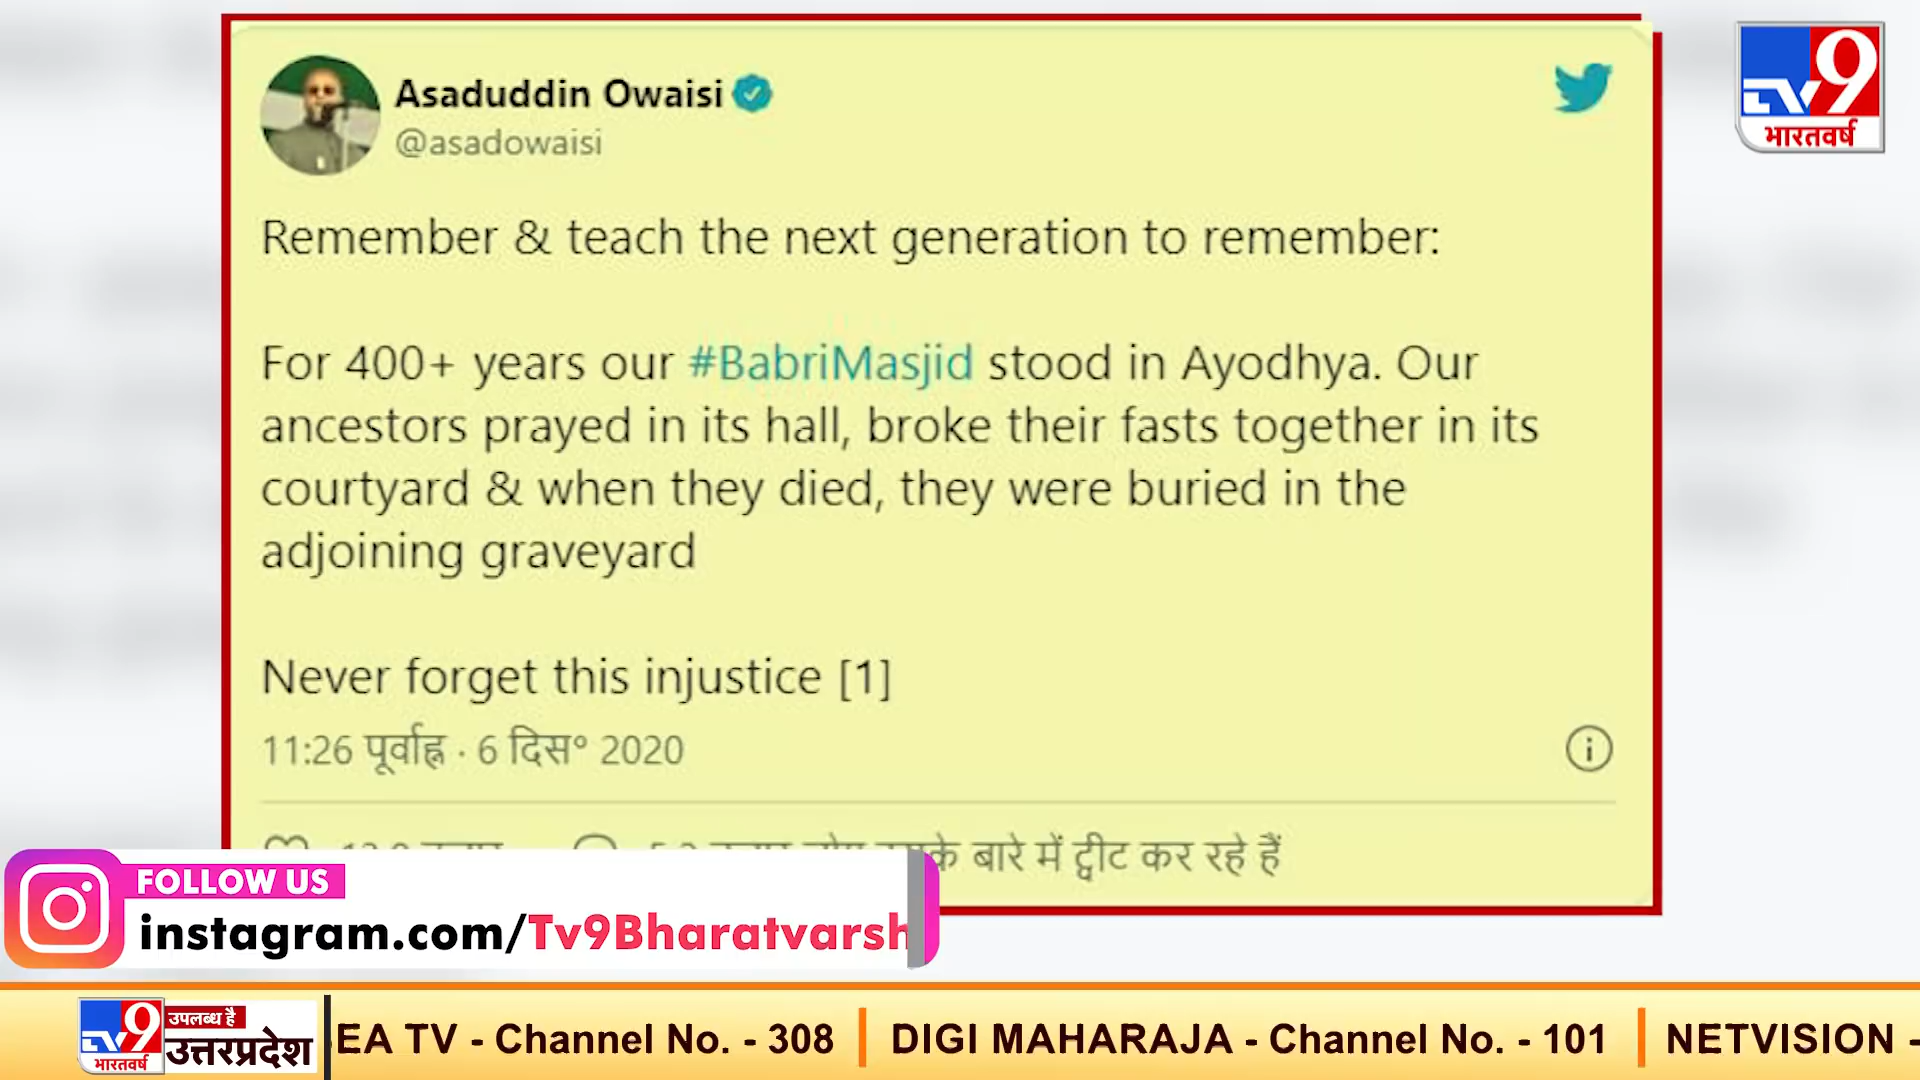 Asaduddin Owaisi
@asadowaisi
TV9
भारतवर्ष
Remember & teach the next generation to remember:
For 400+ years our #BabriMasjid stood in Ayodhya. Our
ancestors prayed in its hall, broke their fasts together in its
courtyard & when they died, they were buried in the
adjoining graveyard
Never forget this injustice [1]
11:26 पूर्वाह्न · 6 दिस॰ 2020
के बारे में ट्वीट कर रहे हैं
FOLLOW US
instagram.com/Tv9Bharatvarsh
TV9
भारतवर्ष
उपलब्ध है
उत्तरप्रदेश
EA TV - Channel No. - 308 | DIGI MAHARAJA - Channel No. - 101 | NETVISION -